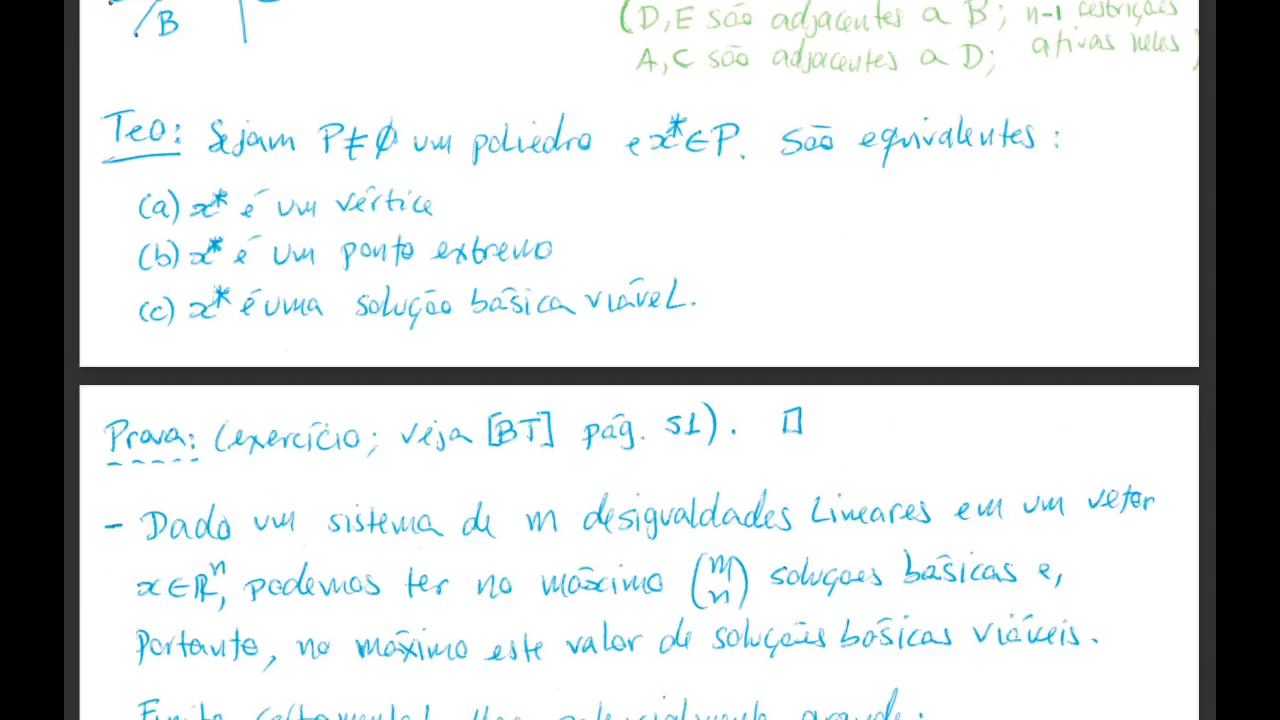 B
(D, E são adjacentes a B; n-1 restrições
A, C são adjacentes a D; ativas neles)
Teo: Sejam P ≠ ∅ um poliedro e x* ∈ P. São equivalentes:
(a) x* é um vértice
(b) x* é um ponto extremo
(c) x* é uma solução básica viável.
Prova: (exercício; veja [BT] pág. 51). □
- Dado um sistema de m desigualdades lineares em um vetor
x ∈ ℝⁿ, podemos ter no máximo (m n) soluções básicas e,
portanto, no máximo este valor de soluções básicas viáveis.
potencialmente grande: